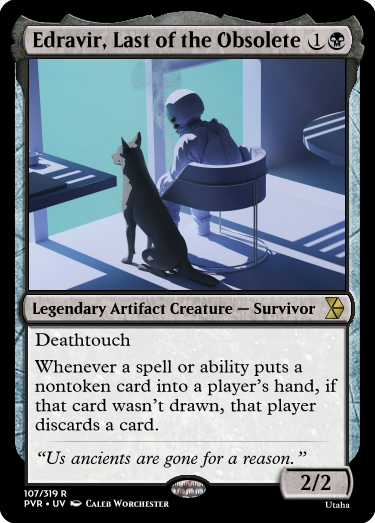 Edravir, Last of the Obsolete 1
Legendary Artifact Creature — Survivor
Deathtouch
Whenever a spell or ability puts a
nontoken card into a player's hand, if
that card wasn't drawn, that player
discards a card.
“Us ancients are gone for a reason.”
2/2
107/319 R
PVR • UV CALEB WORCHESTER
Utaha